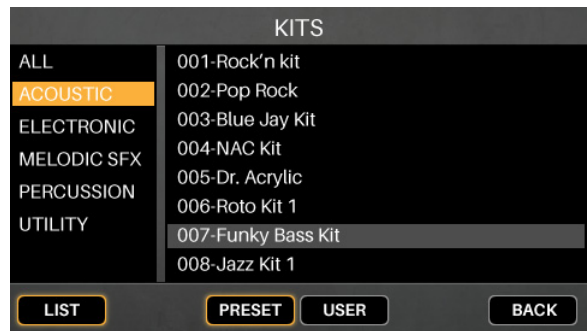 KITS
ALL
ACOUSTIC
ELECTRONIC
MELODIC SFX
PERCUSSION
UTILITY
001-Rock'n kit
002-Pop Rock
003-Blue Jay Kit
004-NAC Kit
005-Dr. Acrylic
006-Roto Kit 1
007-Funky Bass Kit
008-Jazz Kit 1
LIST
PRESET
USER
BACK